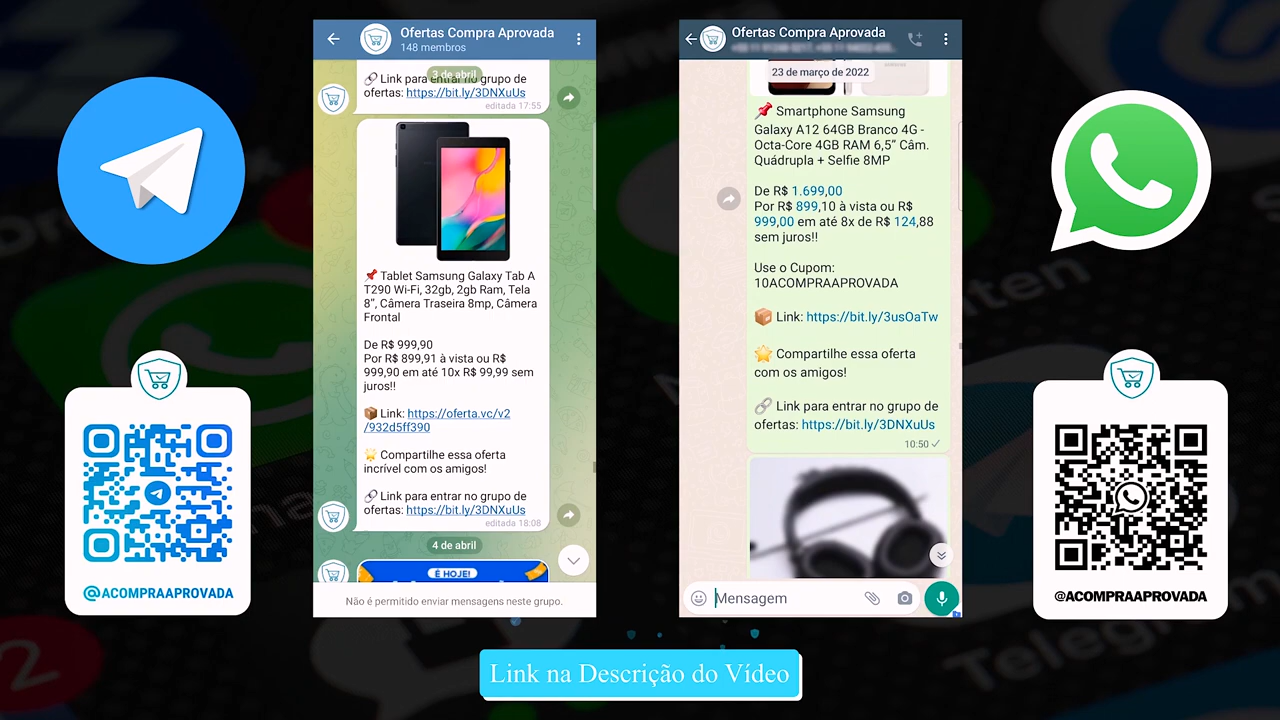 Ofertas Compra Aprovada
148 membros
3 de abril
🔗 Link para entrar no grupo de
ofertas: https://bit.ly/3DNXuUs
editada 17:55
📌 Tablet Samsung Galaxy Tab A
T290 Wi-Fi, 32gb, 2gb Ram, Tela
8", Câmera Traseira 8mp, Câmera
Frontal
De R$ 999,90
Por R$ 899,91 à vista ou R$
999,90 em até 10x R$ 99,99 sem
juros!!
📦 Link: https://oferta.vc/v2
/932d5ff390
🌟 Compartilhe essa oferta
incrível com os amigos!
🔗 Link para entrar no grupo de
ofertas: https://bit.ly/3DNXuUs
editada 18:08
4 de abril
É HOJE!
Não é permitido enviar mensagens neste grupo.
Ofertas Compra Aprovada
23 de março de 2022
📌 Smartphone Samsung
Galaxy A12 64GB Branco 4G -
Octa-Core 4GB RAM 6,5” Câm.
Quádrupla + Selfie 8MP
De R$ 1.699,00
Por R$ 899,10 à vista ou R$
999,00 em até 8x de R$ 124,88
sem juros!!
Use o Cupom:
10ACOMPRAAPROVADA
📦 Link: https://bit.ly/3usOaTw
🌟 Compartilhe essa oferta
com os amigos!
🔗 Link para entrar no grupo de
ofertas: https://bit.ly/3DNXuUs
10:50
Mensagem
@ACOMPRAAPROVADA
@ACOMPRAAPROVADA
Link na Descrição do Vídeo
2
Telegram